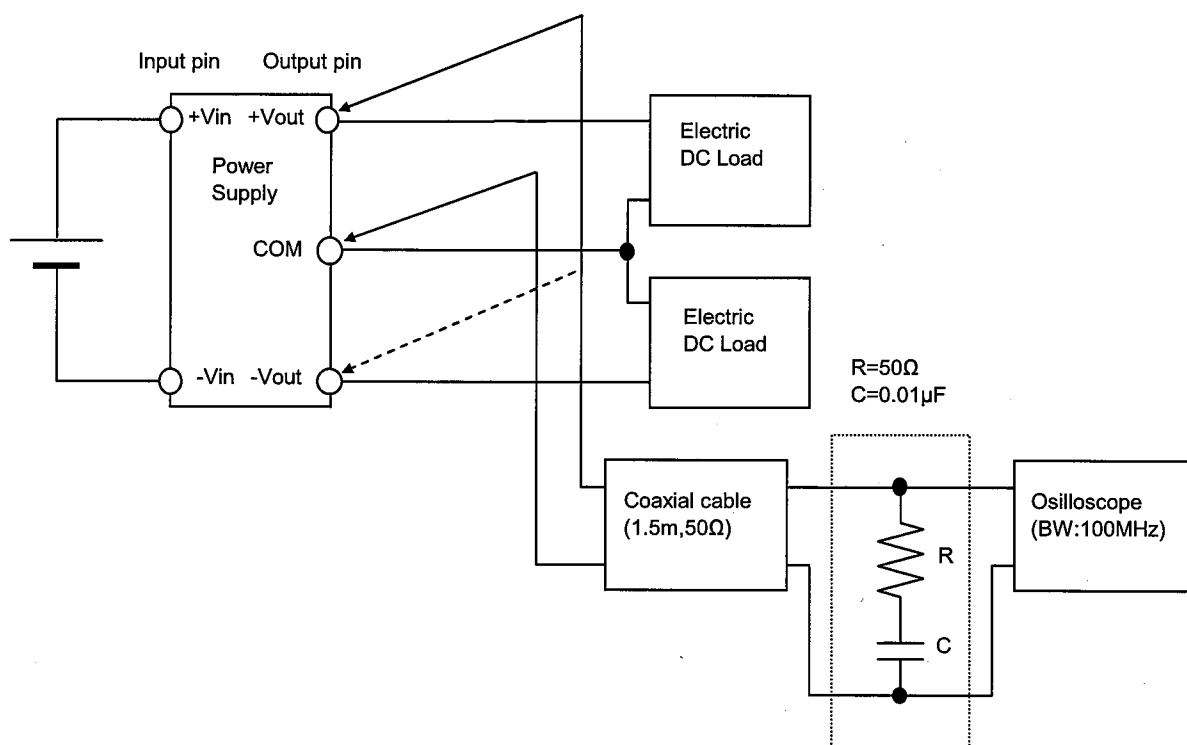 Input pin Output pin
+Vin +Vout
Power
Supply
COM
-Vin -Vout
Electric
DC Load
Electric
DC Load
R=50Ω
C=0.01μF
Coaxial cable
(1.5m,50Ω)
R
C
Osilloscope
(BW:100MHz)